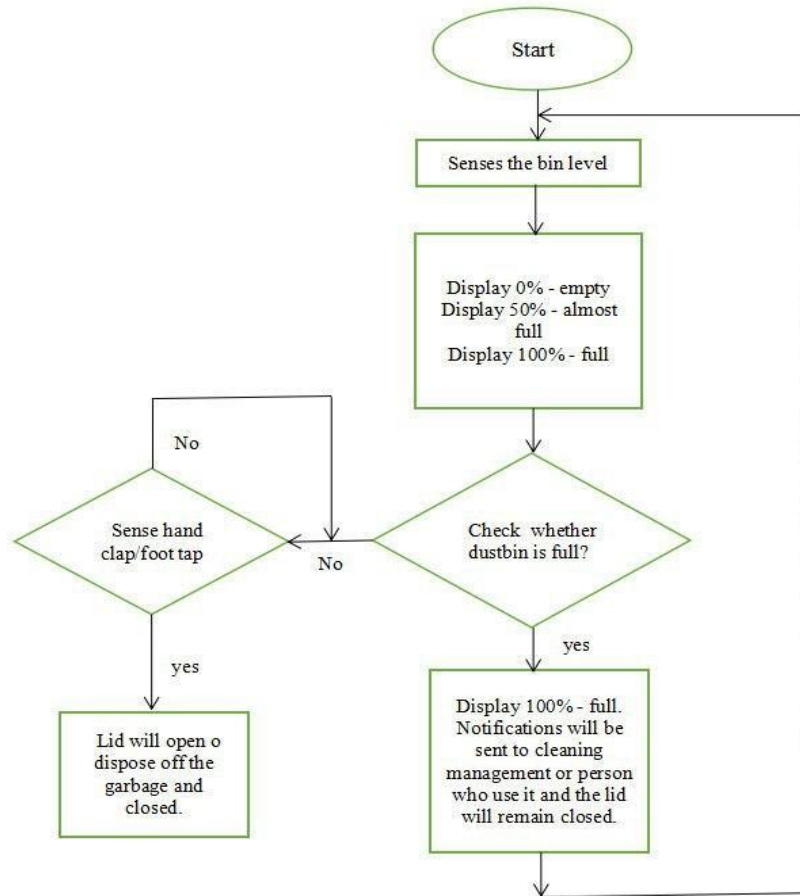 Start
Senses the bin level
Display 0% - empty
Display 50% - almost
full
Display 100% - full
No
Sense hand
clap/foot tap
No
Check whether
dustbin is full?
yes
yes
Lid will open o
dispose off the
garbage and
closed.
Display 100% - full.
Notifications will be
sent to cleaning
management or person
who use it and the lid
will remain closed.